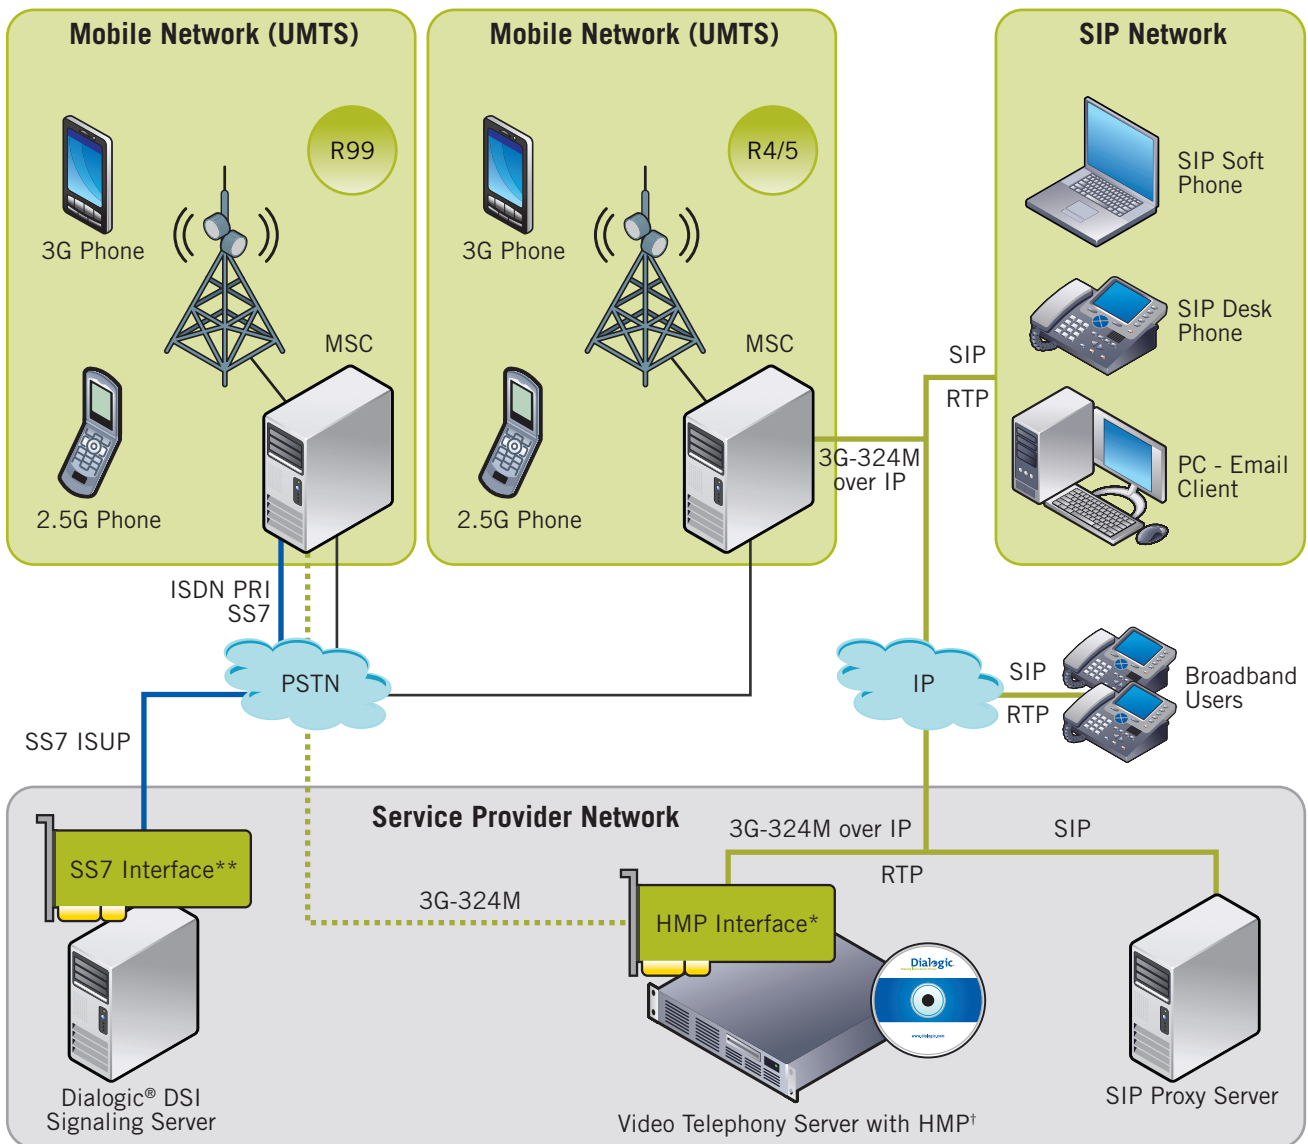 Mobile Network (UMTS)
Mobile Network (UMTS)
SIP Network
R99
R4/5
3G Phone
3G Phone
SIP Soft
Phone
SIP Desk
Phone
MSC
MSC
SIP
RTP
3G-324M
over IP
PC - Email
Client
2.5G Phone
2.5G Phone
ISDN PRI
SS7
PSTN
IP
SIP
RTP
Broadband
Users
SS7 ISUP
Service Provider Network
3G-324M over IP
SIP
RTP
SS7 Interface**
3G-324M
HMP Interface*
Dialogic
www.dialogic.com
Dialogic® DSI
Signaling Server
Video Telephony Server with HMP†
SIP Proxy Server